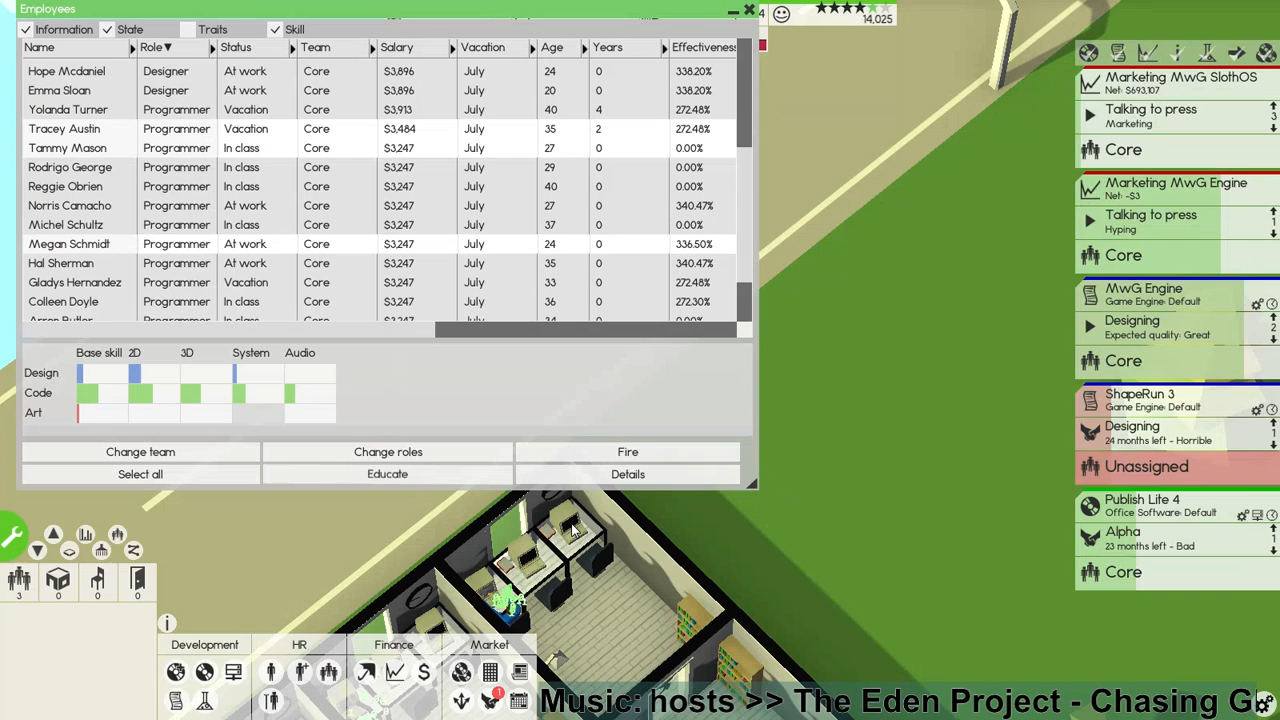 Employees
Information State Traits Skill
Name Role▼ Status Team Salary Vacation Age Years Effectiveness
Hope Mcdaniel Designer At work Core $3,896 July 24 0 338.20%
Emma Sloan Designer At work Core $3,896 July 20 0 338.20%
Yolanda Turner Programmer Vacation Core $3,913 July 40 4 272.48%
Tracey Austin Programmer Vacation Core $3,484 July 35 2 272.48%
Tammy Mason Programmer In class Core $3,247 July 27 0 0.00%
Rodrigo George Programmer In class Core $3,247 July 29 0 0.00%
Reggie Obrien Programmer In class Core $3,247 July 40 0 0.00%
Norris Camacho Programmer At work Core $3,247 July 27 0 340.47%
Michel Schultz Programmer In class Core $3,247 July 37 0 0.00%
Megan Schmidt Programmer At work Core $3,247 July 24 0 336.50%
Hal Sherman Programmer At work Core $3,247 July 35 0 340.47%
Gladys Hernandez Programmer Vacation Core $3,247 July 33 0 272.48%
Colleen Doyle Programmer In class Core $3,247 July 36 0 272.30%
Base skill 2D 3D System Audio
Design
Code
Art
Change team Change roles Fire
Select all Educate Details
4
14,025
Marketing MwG SlothOS
Net: $693,107
Talking to press
Marketing
3
Core
Marketing MwG Engine
Net: -$3
Talking to press
Hyping
1
Core
MwG Engine
Game Engine: Default
Designing
Expected quality: Great
2
Core
ShapeRun 3
Game Engine: Default
Designing
24 months left - Horrible
1
Unassigned
Publish Lite 4
Office Software: Default
Alpha
23 months left - Bad
1
Core
3 0 0 0
i
Development HR Finance Market
$
1
Music: hosts >> The Eden Project - Chasing G